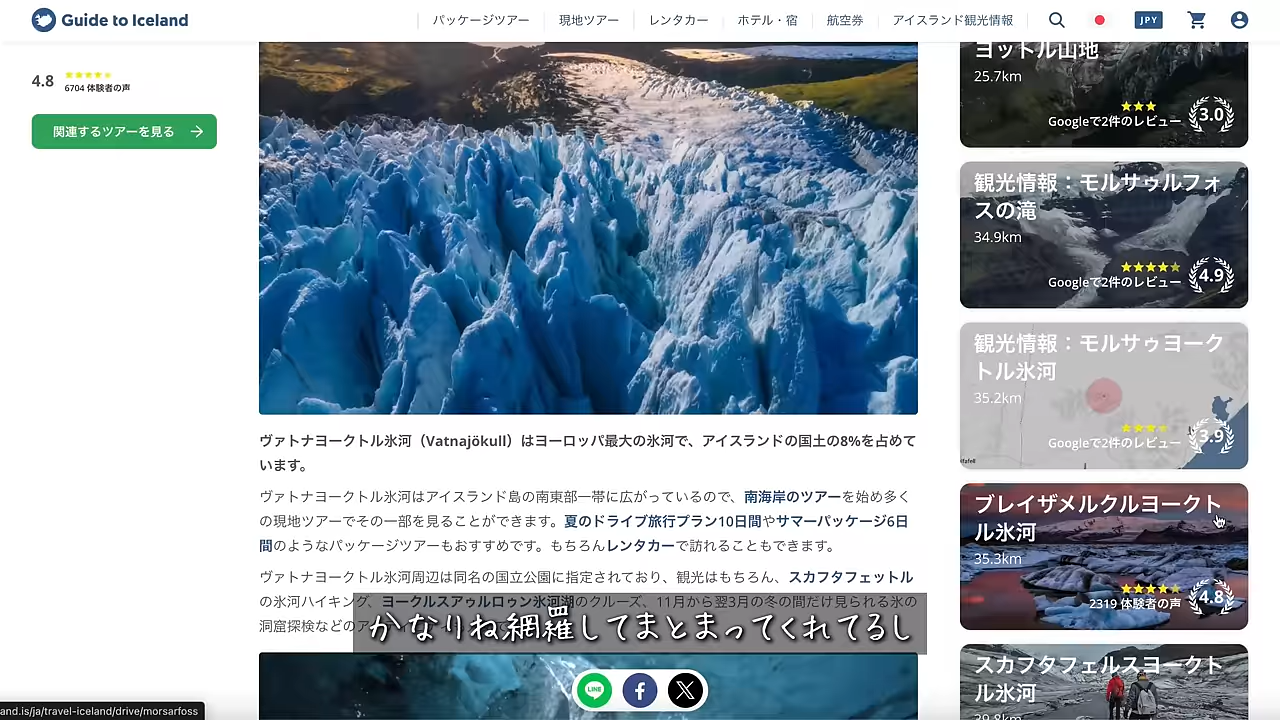 Guide to Iceland
パッケージツアー
現地ツアー
レンタカー
ホテル・宿
航空券
アイスランド観光情報
JPY
4.8
6704 体験者の声
関連するツアーを見る
ヴァトナヨークトル氷河（Vatnajökull）はヨーロッパ最大の氷河で、アイスランドの国土の8%を占めて
います。
ヴァトナヨークトル氷河はアイスランド島の南東部一帯に広がっているので、南海岸のツアーを始め多く
の現地ツアーでその一部を見ることができます。夏のドライブ旅行プラン10日間やサマーパッケージ6日
間のようなパッケージツアーもおすすめです。もちろんレンタカーで訪れることもできます。
ヴァトナヨークトル氷河周辺は同名の国立公園に指定されており、観光はもちろん、スカフタフェットル
の氷河ハイキング、ヨークルスアゥルロゥン氷河湖のクルーズ、11月から翌3月の冬の間だけ見られる氷の
洞窟探検などのア
かなりね網羅してまとまってくれてるし
LINE
ヨットル山地
25.7km
Googleで2件のレビュー
3.0
観光情報：モルサゥルフォ
スの滝
34.9km
Googleで2件のレビュー
4.9
観光情報：モルサゥヨーク
トル氷河
35.2km
Googleで2件のレビュー
3.9
ブレイザメルクルヨークト
ル氷河
35.3km
2319 体験者の声
4.8
スカフタフェルスヨークト
ル氷河
39.8km
and.is/ja/travel-iceland/drive/morsarfoss